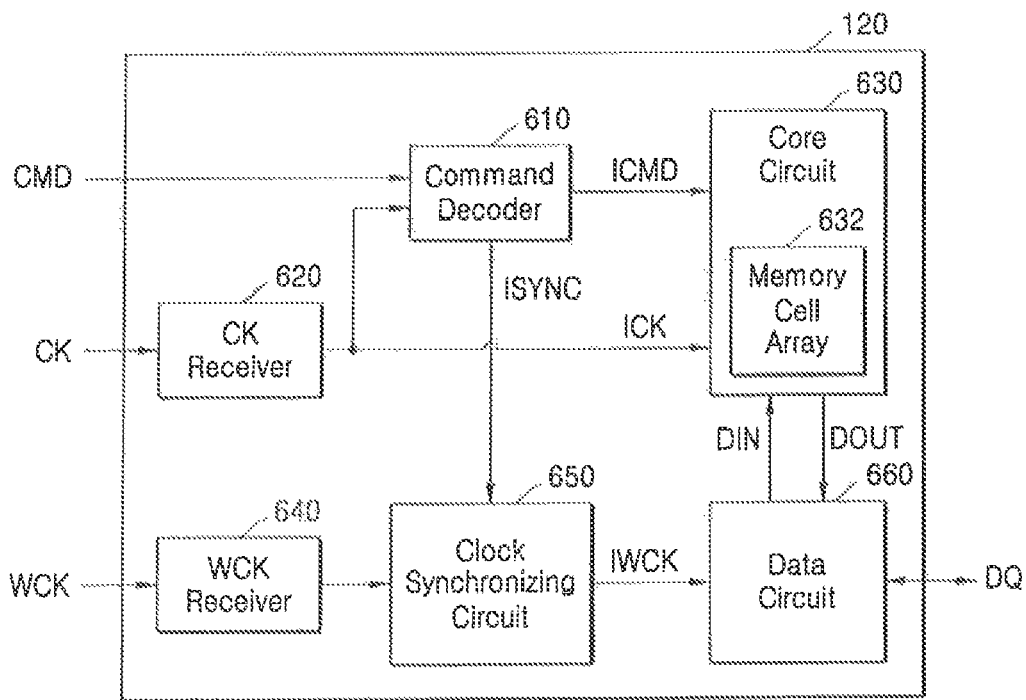 120
630
610
Core
Circuit
CMD
Command
Decoder
ICMD
632
620
ISYNC
Memory
Cell
Array
CK
CK
Receiver
ICK
DIN
DOUT
650
660
640
WCK
WCK
Receiver
Clock
Synchronizing
Circuit
IWCK
Data
Circuit
DQ